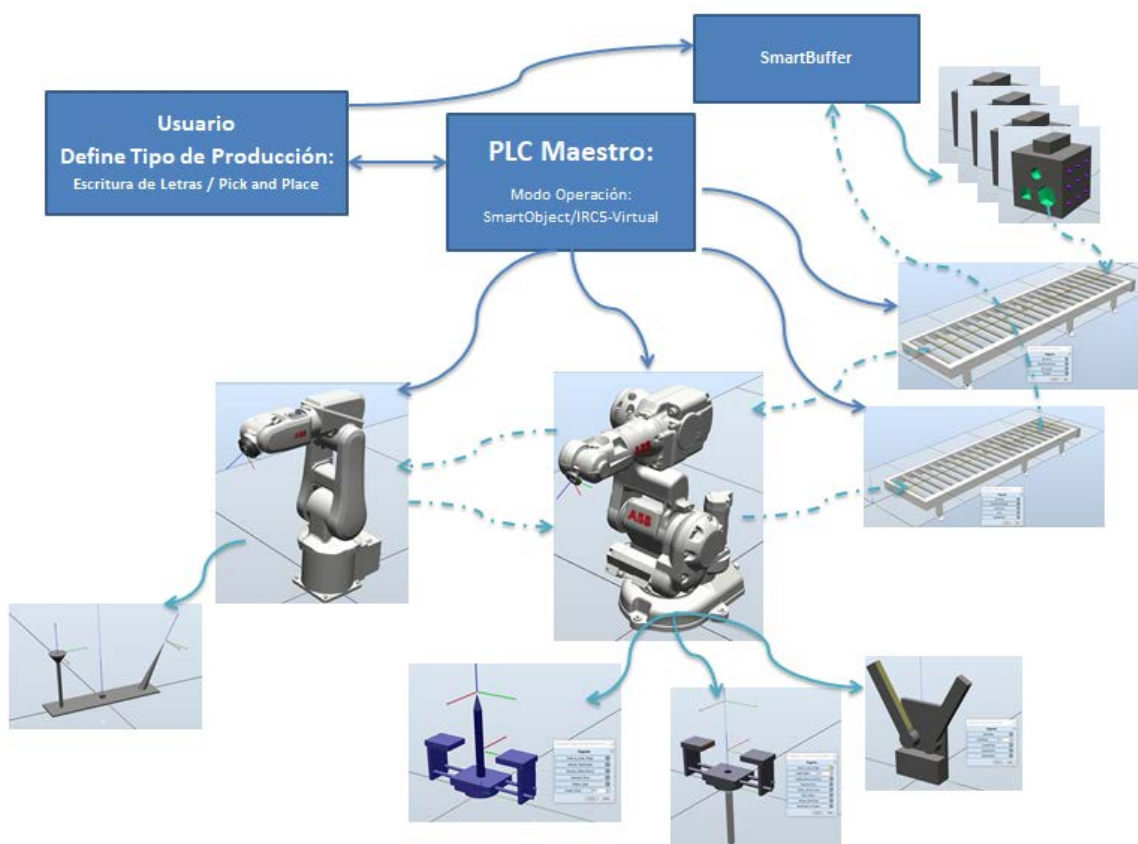 SmartBuffer
Usuario
Define Tipo de Producción:
Escritura de Letras / Pick and Place
PLC Maestro:
Modo Operación:
SmartObject/IRC5-Virtual
ABB
ABB
ABB